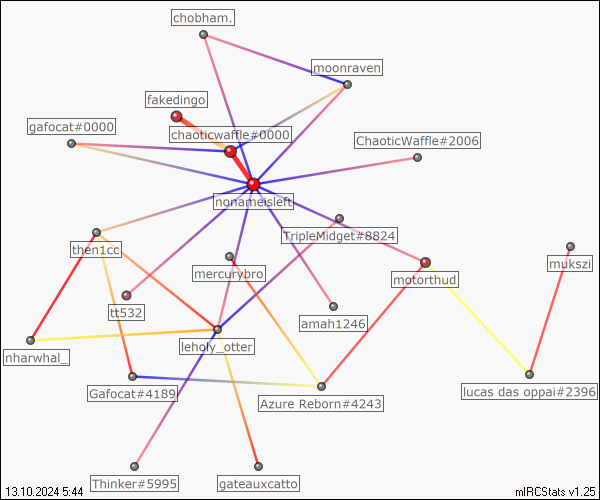 chobham.
moonraven
fakedingo
gafocat#0000
chaoticwaffle#0000
ChaoticWaffle#2006
nonameisleft
TripleMidget#8824
then1cc
mercurybro
motorthud
mukszi
tt532
amah1246
nharwhal_
leholy_otter
Gafocat#4189
Azure Reborn#4243
lucas das oppai#2396
Thinker#5995
gateauxcatto
13.10.2024 5:44
mIRCStats v1.25